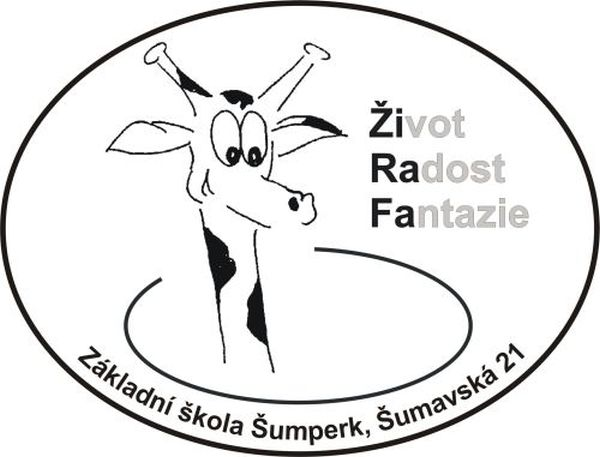 Život
Radost
Fantazie
Základní škola Šumperk, Šumavská 21